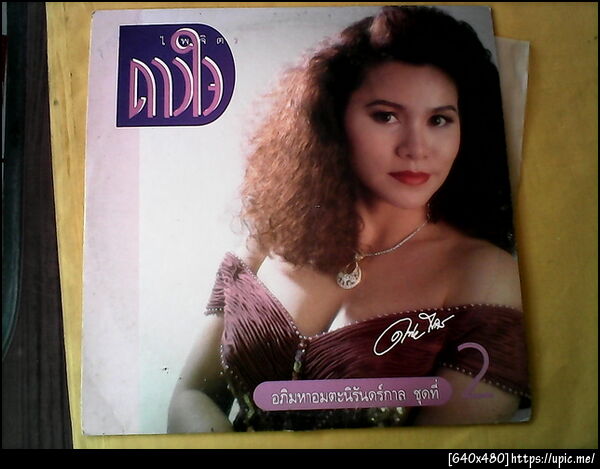 ไพจิตร
ดาวใจ
อภิมหาอมตะนิรันดร์กาล ชุดที่ 2
[640x480]https://upic.me/